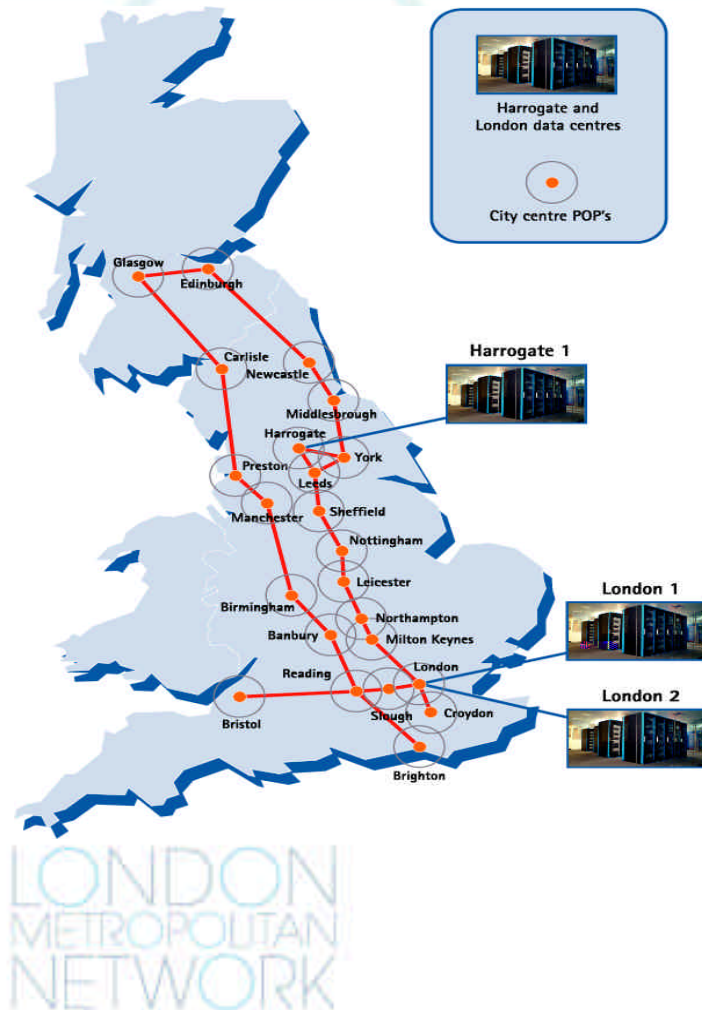 Harrogate and
London data centres
City centre POP's
Glasgow
Edinburgh
Carlisle
Newcastle
Harrogate 1
Middlesbrough
Harrogate
York
Preston
Leeds
Manchester
Sheffield
Nottingham
Leicester
London 1
Birmingham
Northampton
Banbury
Milton Keynes
Reading
London
London 2
Slough
Croydon
Bristol
Brighton
LONDON
METROPOLITAN
NETWORK